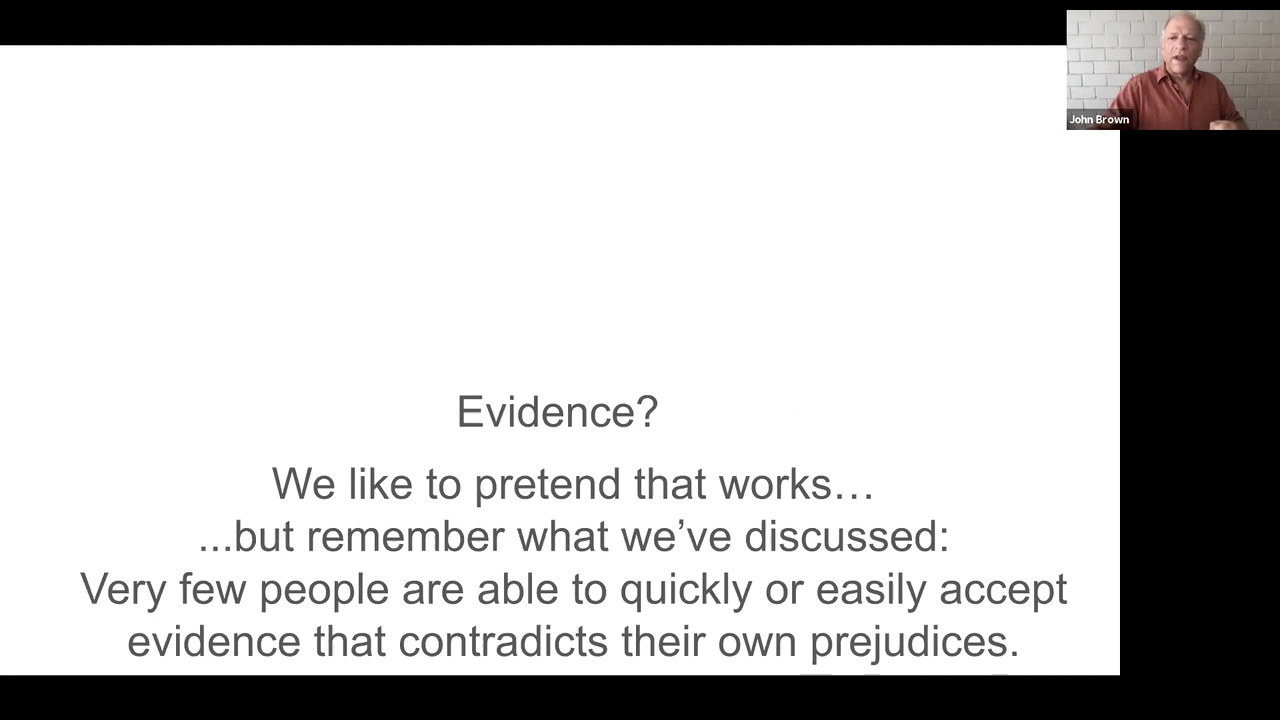 John Brown
Evidence?
We like to pretend that works…
...but remember what we’ve discussed:
Very few people are able to quickly or easily accept
evidence that contradicts their own prejudices.